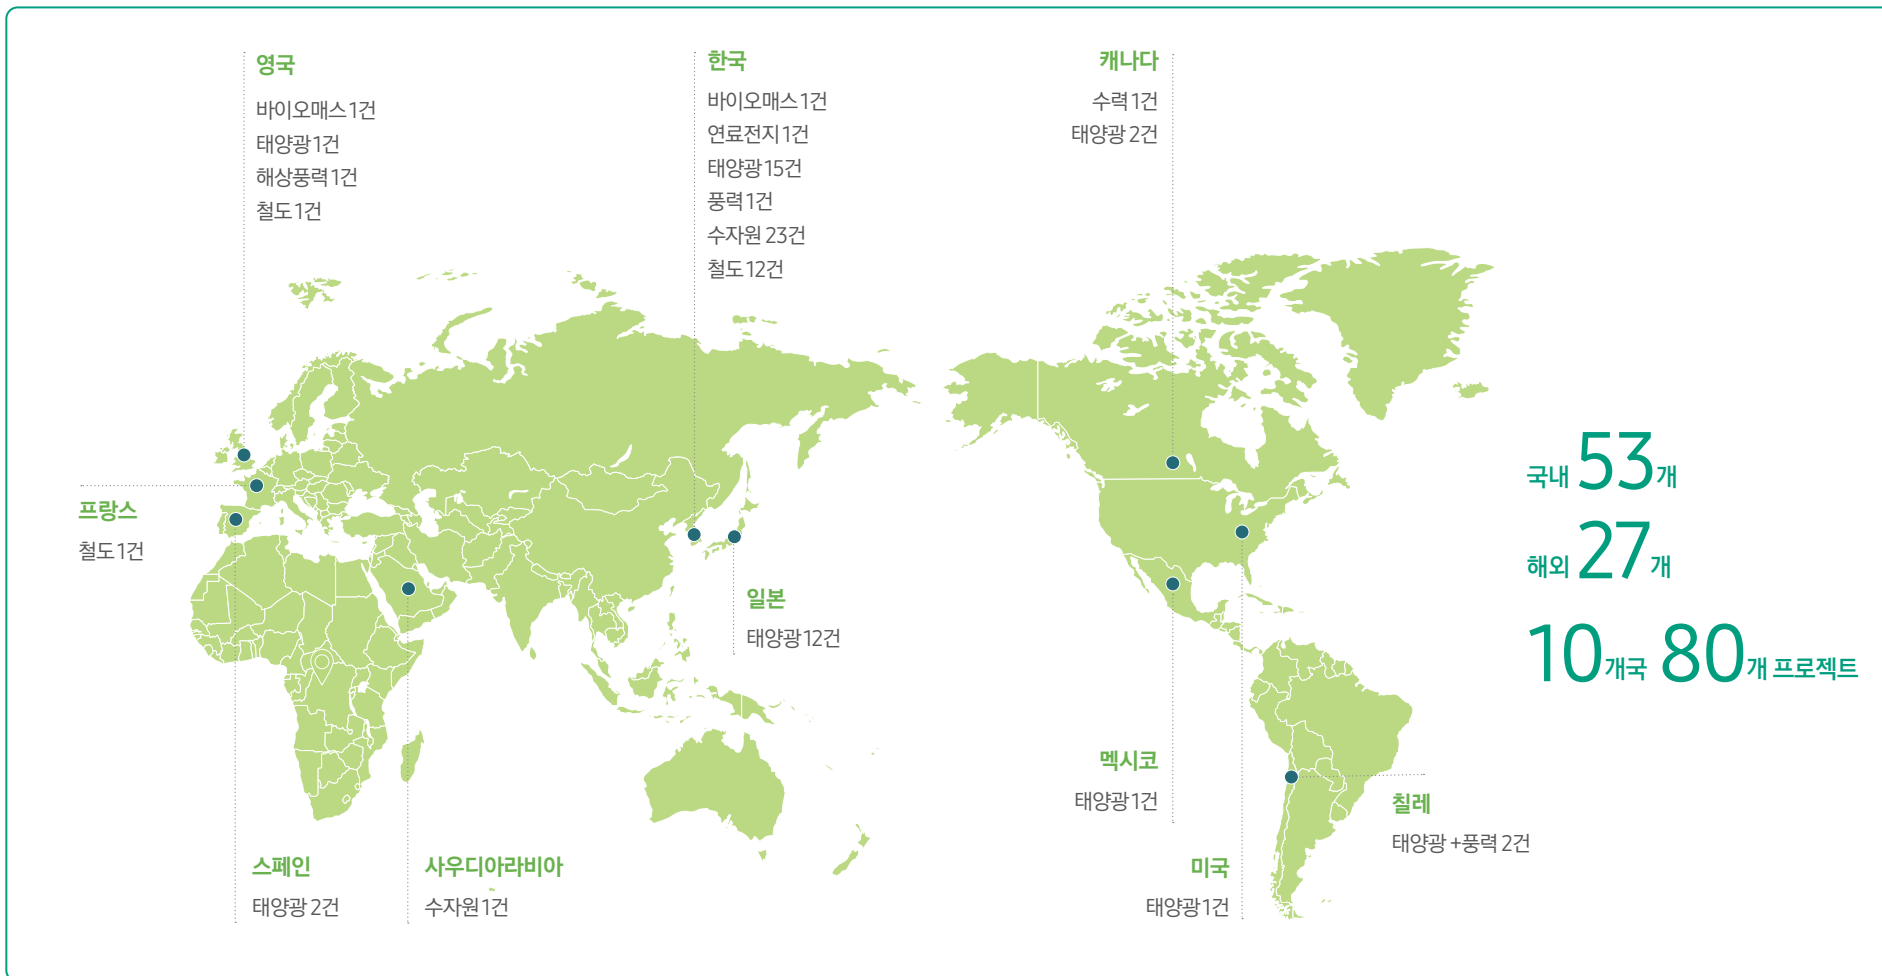 영국
바이오매스 1건
태양광 1건
해상풍력 1건
철도 1건
한국
바이오매스 1건
연료전지 1건
태양광 15건
풍력 1건
수자원 23건
철도 12건
캐나다
수력 1건
태양광 2건
프랑스
철도 1건
일본
태양광 12건
국내 53개
해외 27개
10개국 80개 프로젝트
멕시코
태양광 1건
칠레
태양광 +풍력 2건
스페인
태양광 2건
사우디아라비아
수자원 1건
미국
태양광 1건